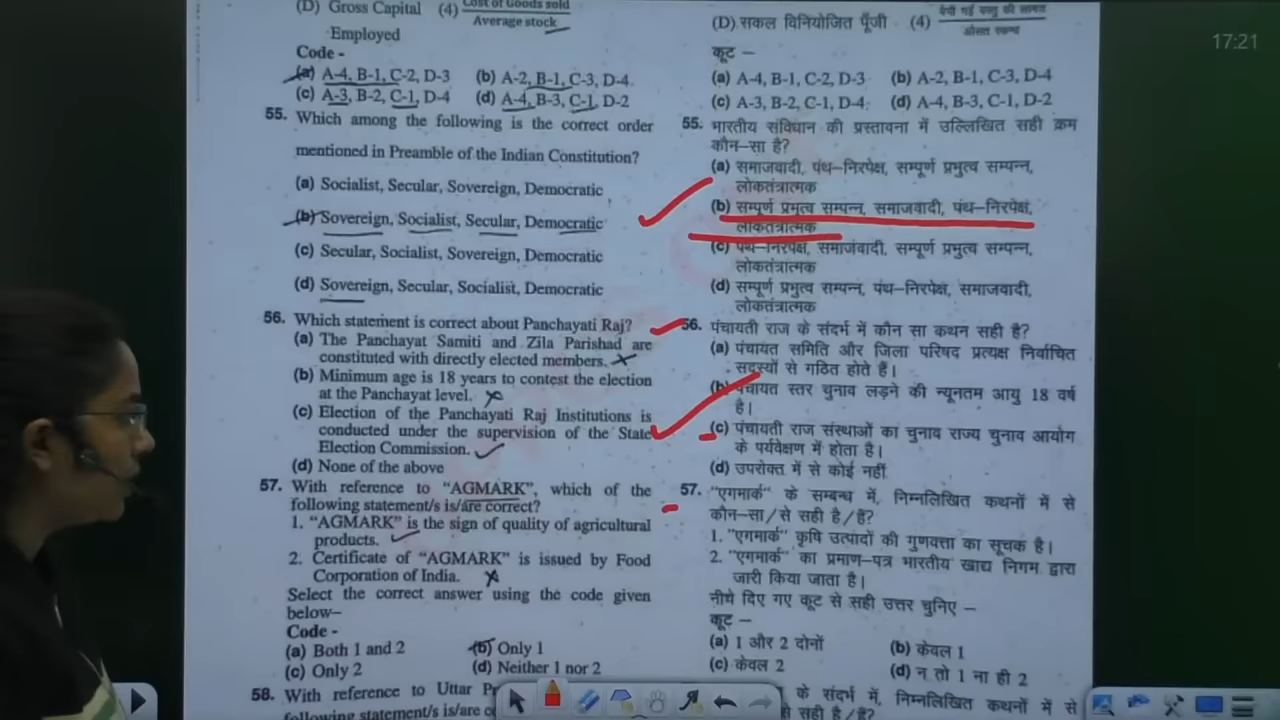 (D) Gross Capital (4) Cost of Goods sold
Average stock
Employed
Code -
(a) A-4, B-1, C-2, D-3 (b) A-2, B-1, C-3, D-4
(c) A-3, B-2, C-1, D-4 (d) A-4, B-3, C-1, D-2
55. Which among the following is the correct order
mentioned in Preamble of the Indian Constitution?
(a) Socialist, Secular, Sovereign, Democratic
(b) Sovereign, Socialist, Secular, Democratic
(c) Secular, Socialist, Sovereign, Democratic
(d) Sovereign, Secular, Socialist, Democratic
56. Which statement is correct about Panchayati Raj?
(a) The Panchayat Samiti and Zila Parishad are
constituted with directly elected members.
(b) Minimum age is 18 years to contest the election
at the Panchayat level.
(c) Election of the Panchayati Raj Institutions is
conducted under the supervision of the State
Election Commission.
(d) None of the above
57. With reference to "AGMARK", which of the
following statement/s is/are correct?
1. "AGMARK" is the sign of quality of agricultural
products.
2. Certificate of "AGMARK" is issued by Food
Corporation of India.
Select the correct answer using the code given
below–
Code -
(a) Both 1 and 2 (b) Only 1
(c) Only 2 (d) Neither 1 nor 2
58. With reference to Uttar
following statement/s is/are
(D) सकल विनियोजित पूँजी (4) बेची गई वस्तु की लागत
औसत स्कन्ध
कूट –
(a) A-4, B-1, C-2, D-3 (b) A-2, B-1, C-3, D-4
(c) A-3, B-2, C-1, D-4 (d) A-4, B-3, C-1, D-2
55. भारतीय संविधान की प्रस्तावना में उल्लिखित सही क्रम
कौन-सा है?
(a) समाजवादी, पंथ-निरपेक्ष, सम्पूर्ण प्रभुत्व सम्पन्न,
लोकतंत्रात्मक
(b) सम्पूर्ण प्रभुत्व सम्पन्न, समाजवादी, पंथ-निरपेक्ष,
लोकतंत्रात्मक
(c) पंथ-निरपेक्ष, समाजवादी, सम्पूर्ण प्रभुत्व सम्पन्न,
लोकतंत्रात्मक
(d) सम्पूर्ण प्रभुत्व सम्पन्न, पंथ-निरपेक्ष, समाजवादी,
लोकतंत्रात्मक
56. पंचायती राज के संदर्भ में कौन सा कथन सही है?
(a) पंचायत समिति और जिला परिषद प्रत्यक्ष निर्वाचित
सदस्यों से गठित होते हैं।
(b) पंचायत स्तर चुनाव लड़ने की न्यूनतम आयु 18 वर्ष
है।
(c) पंचायती राज संस्थाओं का चुनाव राज्य चुनाव आयोग
के पर्यवेक्षण में होता है।
(d) उपरोक्त में से कोई नहीं
57. "एगमार्क" के सम्बन्ध में, निम्नलिखित कथनों में से
कौन-सा/से सही है/हैं?
1. "एगमार्क" कृषि उत्पादों की गुणवत्ता का सूचक है।
2. "एगमार्क" का प्रमाण-पत्र भारतीय खाद्य निगम द्वारा
जारी किया जाता है।
नीचे दिए गए कूट से सही उत्तर चुनिए –
कूट –
(a) 1 और 2 दोनों (b) केवल 1
(c) केवल 2 (d) न तो 1 ना ही 2
के संदर्भ में, निम्नलिखित कथनों में से
से सही है/हैं?
17:21